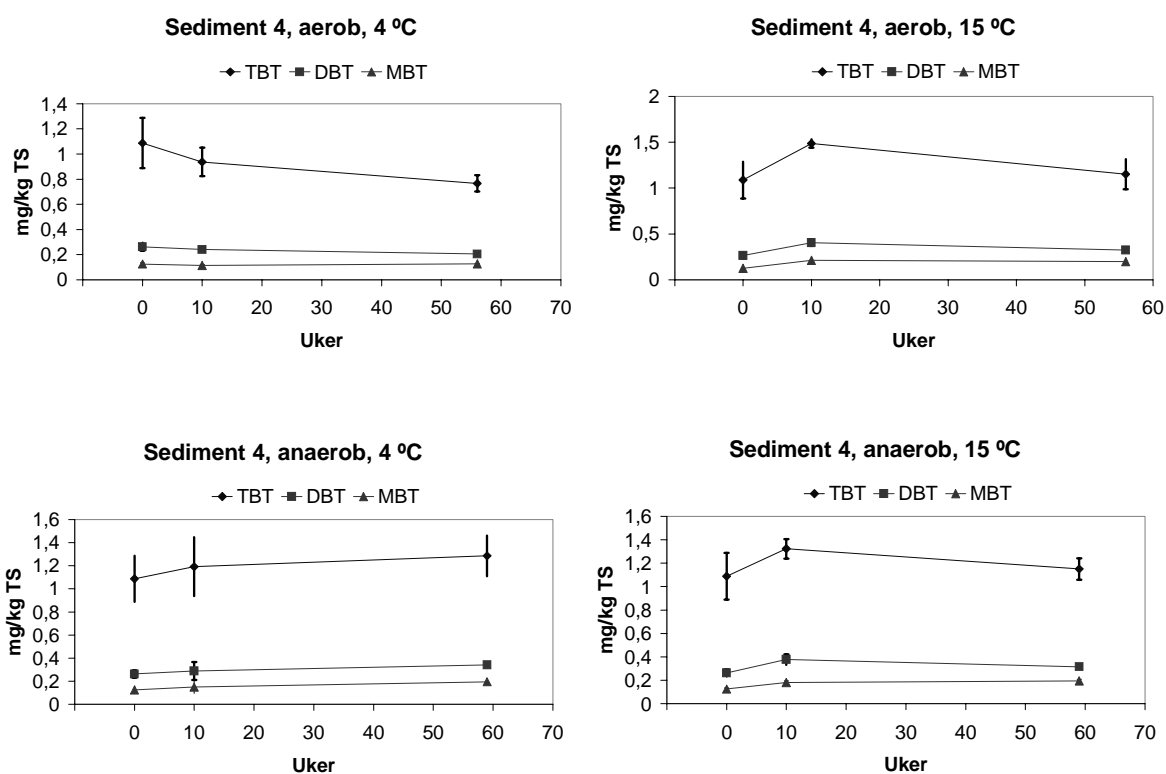 Sediment 4, aerob, 4 ºC
TBT DBT MBT
mg/kg TS
1,4
1,2
1
0,8
0,6
0,4
0,2
0
0 10 20 30 40 50 60 70
Uker
Sediment 4, aerob, 15 ºC
TBT DBT MBT
mg/kg TS
2
1,5
1
0,5
0
0 10 20 30 40 50 60
Uker
Sediment 4, anaerob, 4 ºC
TBT DBT MBT
mg/kg TS
1,6
1,4
1,2
1
0,8
0,6
0,4
0,2
0
0 10 20 30 40 50 60 70
Uker
Sediment 4, anaerob, 15 ºC
TBT DBT MBT
mg/kg TS
1,6
1,4
1,2
1
0,8
0,6
0,4
0,2
0
0 10 20 30 40 50 60 70
Uker